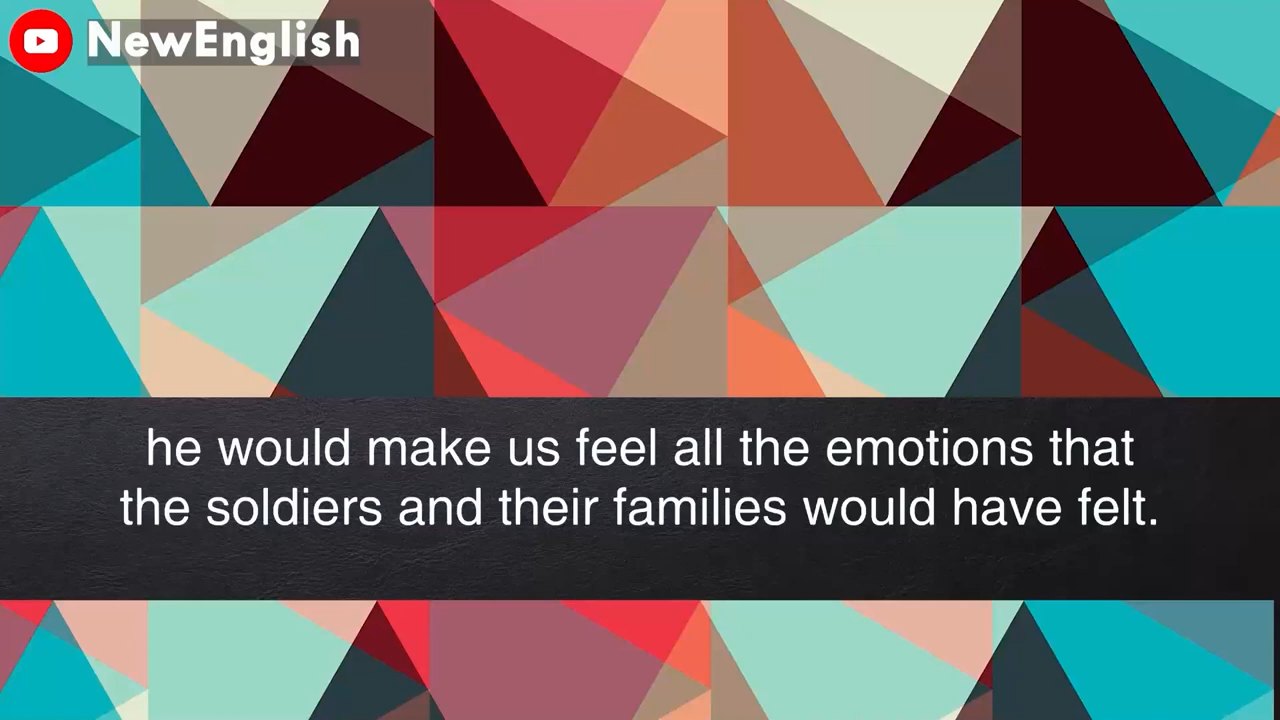 NewEnglish
he would make us feel all the emotions that
the soldiers and their families would have felt.